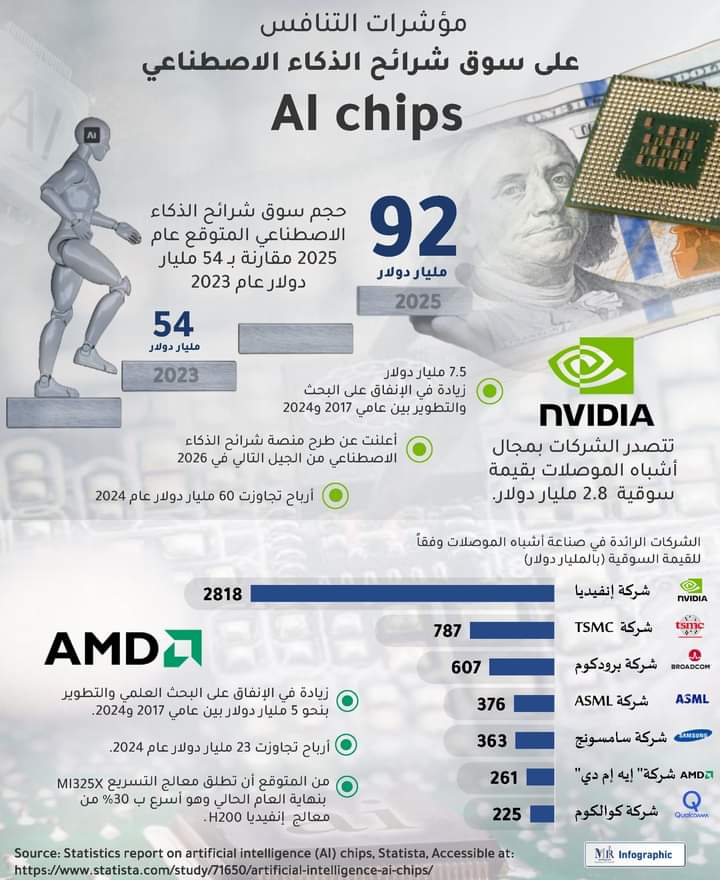 مؤشرات التنافس
على سوق شرائح الذكاء الاصطناعي
AI chips
Ai
حجم سوق شرائح الذكاء
الاصطناعي المتوقع عام
2025 مقارنة بـ 54 مليار
دولار عام 2023
92
مليار دولار
2025
54
مليار دولار
2023
NVIDIA
تتصدر الشركات بمجال
أشباه الموصلات بقيمة
سوقية 2.8 مليار دولار.
7.5 مليار دولار
زيادة في الإنفاق على البحث
والتطوير بين عامي 2017 و2024
أعلنت عن طرح منصة شرائح الذكاء
الاصطناعي من الجيل التالي في 2026
أرباح تجاوزت 60 مليار دولار عام 2024
الشركات الرائدة في صناعة أشباه الموصلات وفقاً
للقيمة السوقية (بالمليار دولار)
NVIDIA شركة إنفيديا 2818
tsmc شركة TSMC 787
BROADCOM شركة برودكوم 607
ASML شركة ASML 376
SAMSUNG شركة سامسونج 363
AMD شركة" إيه إم دي" 261
Qualcomm شركة كوالكوم 225
AMD
زيادة في الإنفاق على البحث العلمي والتطوير
بنحو 5 مليار دولار بين عامي 2017 و2024.
أرباح تجاوزت 23 مليار دولار عام 2024.
من المتوقع أن تطلق معالج التسريع MI325X
بنهاية العام الحالي وهو أسرع ب 30% من
معالج إنفيديا H200.
Source: Statistics report on artificial intelligence (AI) chips, Statista, Accessible at:
https://www.statista.com/study/71650/artificial-intelligence-ai-chips/
Infographic